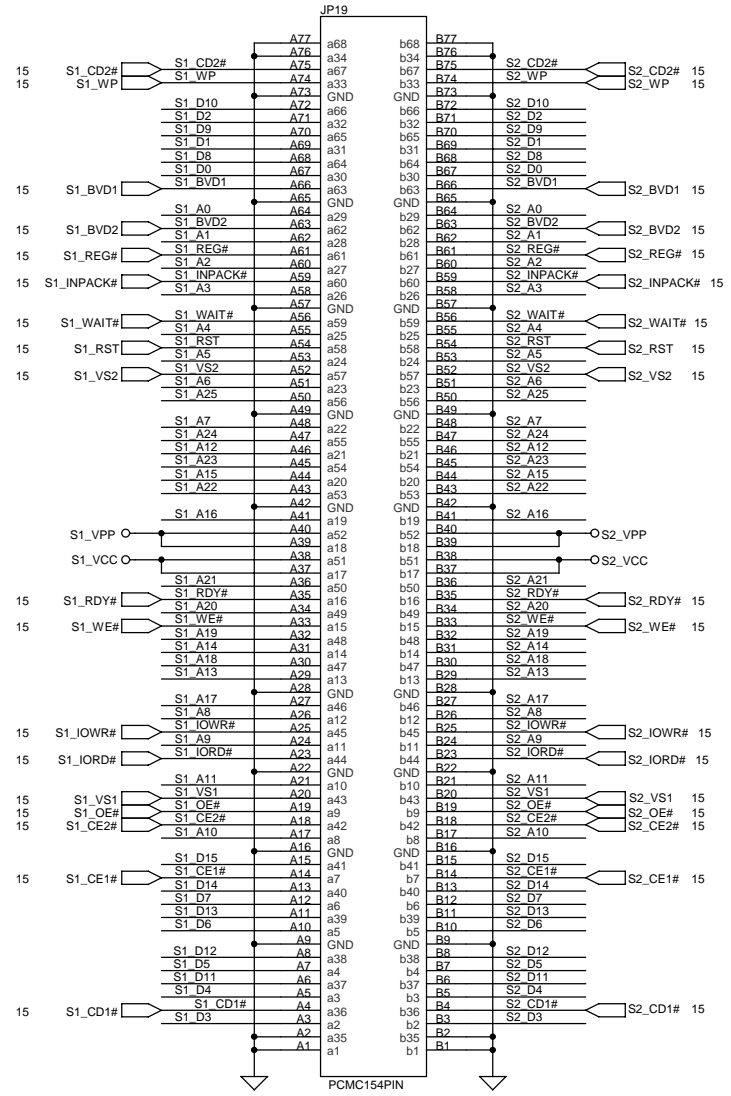 JP19
A77 a68 b68 B77
A76 a34 b34 B76
15 S1_CD2# S1_CD2# A75 a67 b67 B75 S2_CD2# S2_CD2# 15
15 S1_WP S1_WP A74 a33 b33 B74 S2_WP S2_WP 15
A73 GND GND B73
S1_D10 A72 a66 b66 B72 S2_D10
S1_D2 A71 a32 b32 B71 S2_D2
S1_D9 A70 a65 b65 B70 S2_D9
S1_D1 A69 a31 b31 B69 S2_D1
S1_D8 A68 a64 b64 B68 S2_D8
S1_D0 A67 a30 b30 B67 S2_D0
15 S1_BVD1 S1_BVD1 A66 a63 b63 B66 S2_BVD1 S2_BVD1 15
A65 GND GND B65
S1_A0 A64 a29 b29 B64 S2_A0
15 S1_BVD2 S1_BVD2 A63 a62 b62 B63 S2_BVD2 S2_BVD2 15
S1_A1 A62 a28 b28 B62 S2_A1
15 S1_REG# S1_REG# A61 a61 b61 B61 S2_REG# S2_REG# 15
S1_A2 A60 a27 b27 B60 S2_A2
15 S1_INPACK# S1_INPACK# A59 a60 b60 B59 S2_INPACK# S2_INPACK# 15
S1_A3 A58 a26 b26 B58 S2_A3
A57 GND GND B57
15 S1_WAIT# S1_WAIT# A56 a59 b59 B56 S2_WAIT# S2_WAIT# 15
S1_A4 A55 a25 b25 B55 S2_A4
15 S1_RST S1_RST A54 a58 b58 B54 S2_RST S2_RST 15
S1_A5 A53 a24 b24 B53 S2_A5
15 S1_VS2 S1_VS2 A52 a57 b57 B52 S2_VS2 S2_VS2 15
S1_A6 A51 a23 b23 B51 S2_A6
S1_A25 A50 a56 b56 B50 S2_A25
A49 GND GND B49
S1_A7 A48 a22 b22 B48 S2_A7
S1_A24 A47 a55 b55 B47 S2_A24
S1_A12 A46 a21 b21 B46 S2_A12
S1_A23 A45 a54 b54 B45 S2_A23
S1_A15 A44 a20 b20 B44 S2_A15
S1_A22 A43 a53 b53 B43 S2_A22
A42 GND GND B42
S1_A16 A41 a19 b19 B41 S2_A16
S1_VPP A40 a52 b52 B40 S2_VPP
A39 a18 b18 B39
S1_VCC A38 a51 b51 B38 S2_VCC
A37 a17 b17 B37
S1_A21 A36 a50 b50 B36 S2_A21
15 S1_RDY# S1_RDY# A35 a16 b16 B35 S2_RDY# S2_RDY# 15
S1_A20 A34 a49 b49 B34 S2_A20
15 S1_WE# S1_WE# A33 a15 b15 B33 S2_WE# S2_WE# 15
S1_A19 A32 a48 b48 B32 S2_A19
S1_A14 A31 a14 b14 B31 S2_A14
S1_A18 A30 a47 b47 B30 S2_A18
S1_A13 A29 a13 b13 B29 S2_A13
A28 GND GND B28
S1_A17 A27 a46 b46 B27 S2_A17
S1_A8 A26 a12 b12 B26 S2_A8
15 S1_IOWR# S1_IOWR# A25 a45 b45 B25 S2_IOWR# S2_IOWR# 15
S1_A9 A24 a11 b11 B24 S2_A9
15 S1_IORD# S1_IORD# A23 a44 b44 B23 S2_IORD# S2_IORD# 15
A22 GND GND B22
S1_A11 A21 a10 b10 B21 S2_A11
15 S1_VS1 S1_VS1 A20 a43 b43 B20 S2_VS1 S2_VS1 15
15 S1_OE# S1_OE# A19 a9 b9 B19 S2_OE# S2_OE# 15
15 S1_CE2# S1_CE2# A18 a42 b42 B18 S2_CE2# S2_CE2# 15
S1_A10 A17 a8 b8 B17 S2_A10
A16 GND GND B16
S1_D15 A15 a41 b41 B15 S2_D15
15 S1_CE1# S1_CE1# A14 a7 b7 B14 S2_CE1# S2_CE1# 15
S1_D14 A13 a40 b40 B13 S2_D14
S1_D7 A12 a6 b6 B12 S2_D7
S1_D13 A11 a39 b39 B11 S2_D13
S1_D6 A10 a5 b5 B10 S2_D6
A9 GND GND B9
S1_D12 A8 a38 b38 B8 S2_D12
S1_D5 A7 a4 b4 B7 S2_D5
S1_D11 A6 a37 b37 B6 S2_D11
S1_D4 A5 a3 b3 B5 S2_D4
15 S1_CD1# S1_CD1# A4 a36 b36 B4 S2_CD1# S2_CD1# 15
S1_D3 A3 a2 b2 B3 S2_D3
A2 a35 b35 B2
A1 a1 b1 B1
PCMC154PIN